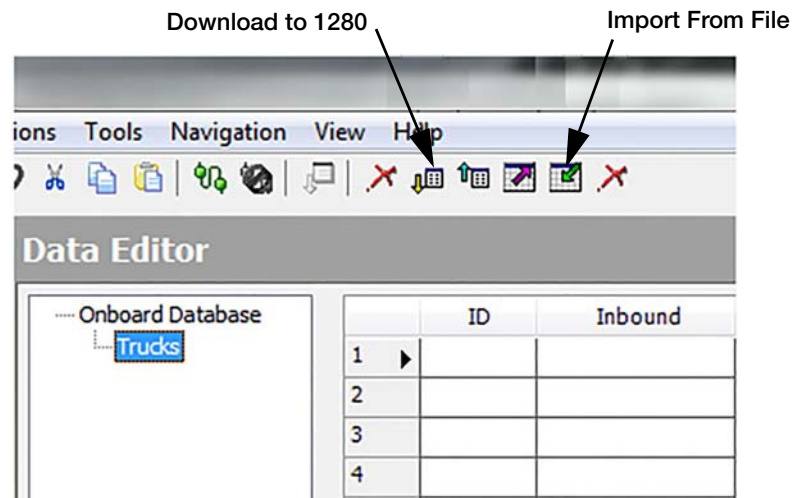 Download to 1280
Import From File
ions Tools Navigation View Help
Data Editor
Onboard Database
Trucks
ID Inbound
1
2
3
4